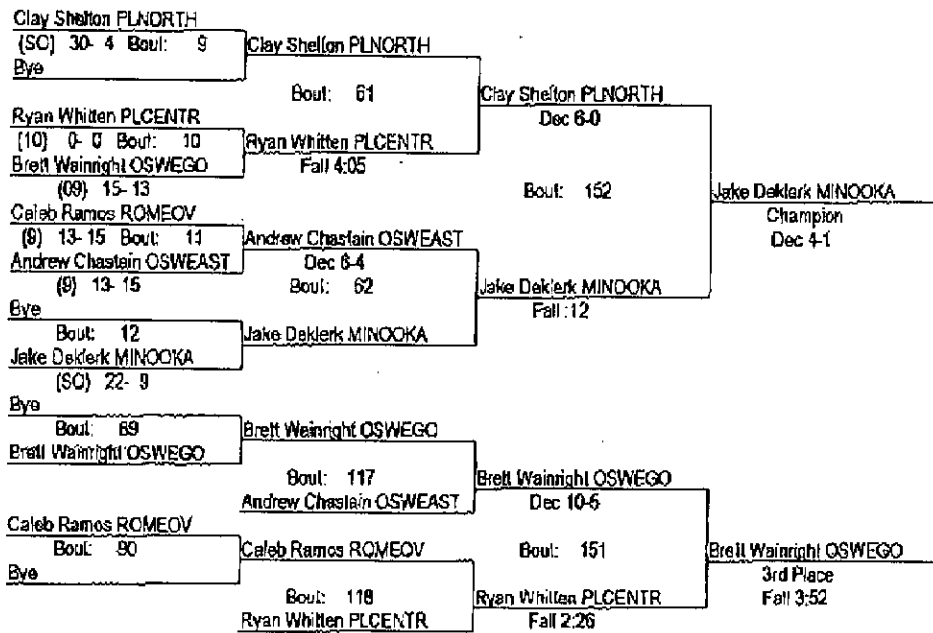 Clay Shelton PLNORTH
(SO) 30- 4 Bout: 9
Bye
Clay Shelton PLNORTH
Bout: 61
Ryan Whitten PLCENTR
(10) 0- 0 Bout: 10
Brett Wainright OSWEGO
(09) 15- 13
Ryan Whitten PLCENTR
Fall 4:05
Clay Shelton PLNORTH
Dec 6-0
Bout: 152
Caleb Ramos ROMEOV
(9) 13- 15 Bout: 11
Andrew Chastain OSWEAST
(9) 13- 15
Andrew Chastain OSWEAST
Dec 6-4
Bout: 62
Bye
Bout: 12
Jake Deklerk MINOOKA
(SO) 22- 9
Jake Deklerk MINOOKA
Jake Deklerk MINOOKA
Fall :12
Jake Deklerk MINOOKA
Champion
Dec 4-1
Bye
Bout: 89
Brett Wainright OSWEGO
Brett Wainright OSWEGO
Bout: 117
Andrew Chastain OSWEAST
Brett Wainright OSWEGO
Dec 10-5
Bout: 151
Caleb Ramos ROMEOV
Bout: 90
Bye
Caleb Ramos ROMEOV
Bout: 118
Ryan Whitten PLCENTR
Ryan Whitten PLCENTR
Fall 2:26
Brett Wainright OSWEGO
3rd Place
Fall 3:52